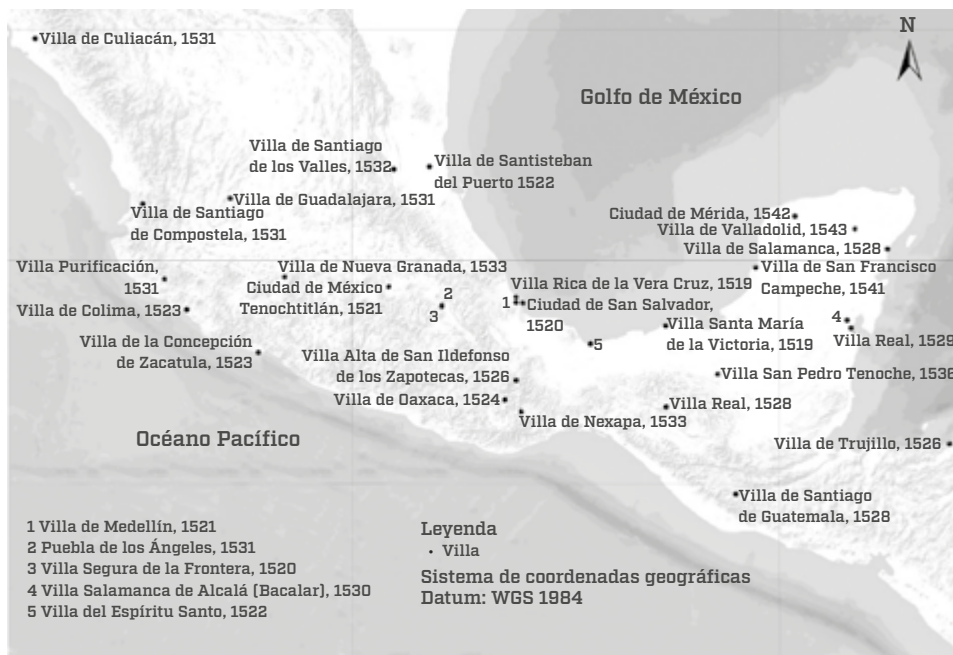 N
Villa de Culiacán, 1531
Golfo de México
Villa de Santiago
de los Valles, 1532
Villa de Santisteban
del Puerto 1522
Villa de Guadalajara, 1531
Villa de Santiago
de Compostela, 1531
Ciudad de Mérida, 1542
Villa de Valladolid, 1543
Villa de Salamanca, 1528
Villa Purificación,
1531
Villa de Nueva Granada, 1533
Villa de San Francisco
Campeche, 1541
Ciudad de México
Tenochtitlán, 1521
Villa Rica de la Vera Cruz, 1519
2
3
1
Ciudad de San Salvador,
1520
Villa de Colima, 1523
Villa Santa María
de la Victoria, 1519
4
Villa Real, 1529
Villa de la Concepción
de Zacatula, 1523
5
Villa Alta de San Ildefonso
de los Zapotecas, 1526
Villa San Pedro Tenoche, 1536
Villa de Oaxaca, 1524
Villa Real, 1528
Villa de Nexapa, 1533
Océano Pacífico
Villa de Trujillo, 1526
Villa de Santiago
de Guatemala, 1528
1 Villa de Medellín, 1521
2 Puebla de los Ángeles, 1531
3 Villa Segura de la Frontera, 1520
4 Villa Salamanca de Alcalá (Bacalar), 1530
5 Villa del Espíritu Santo, 1522
Leyenda
Villa
Sistema de coordenadas geográficas
Datum: WGS 1984